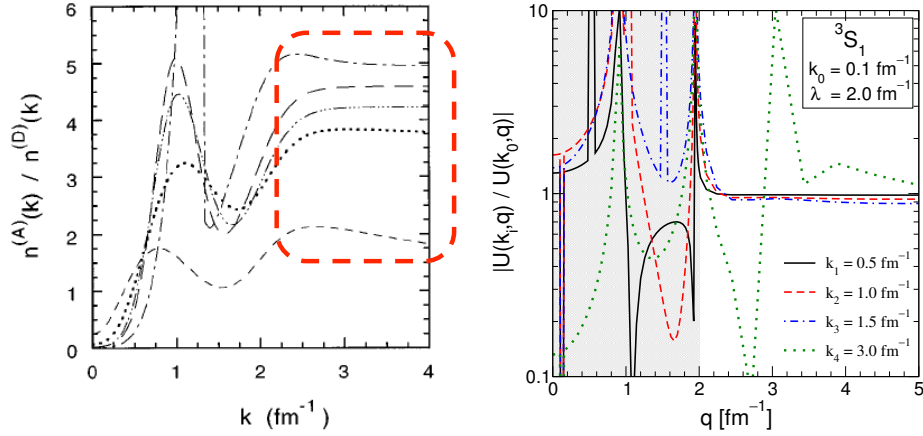 n^(A)(k) / n^(D)(k)
6
5
4
3
2
1
0
0 1 2 3 4
k (fm⁻¹)
|U(kᵢ,q) / U(k₀,q)|
10
1
0.1
³S₁
k₀ = 0.1 fm⁻¹
λ = 2.0 fm⁻¹
k₁ = 0.5 fm⁻¹
k₂ = 1.0 fm⁻¹
k₃ = 1.5 fm⁻¹
k₄ = 3.0 fm⁻¹
0 1 2 3 4 5
q [fm⁻¹]